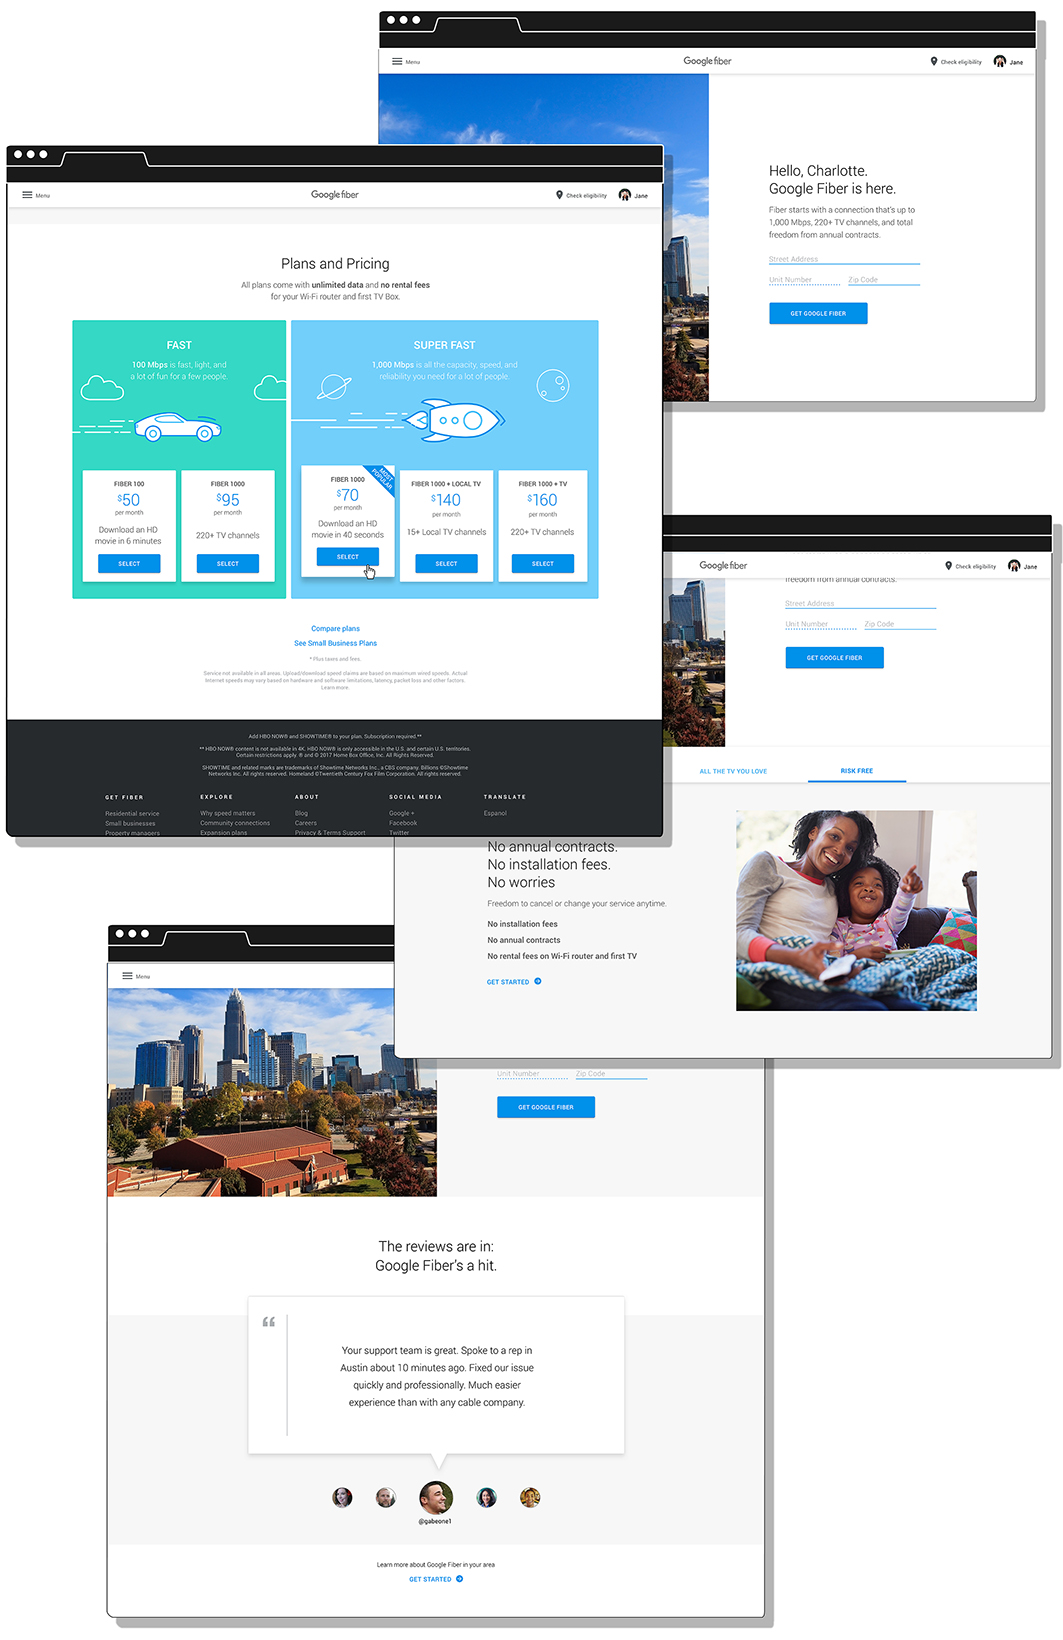 Menu
Google fiber
Check eligibility
Jane
Hello, Charlotte.
Google Fiber is here.
Fiber starts with a connection that's up to
1,000 Mbps, 220+ TV channels, and total
freedom from annual contracts.
Street Address
Unit Number
Zip Code
GET GOOGLE FIBER
Menu
Google fiber
Check eligibility
Jane
Plans and Pricing
All plans come with unlimited data and no rental fees
for your Wi-Fi router and first TV Box.
FAST
100 Mbps is fast, light, and
a lot of fun for a few people.
FIBER 100
$50
per month
Download an HD
movie in 6 minutes
SELECT
FIBER 1000
$95
per month
220+ TV channels
SELECT
SUPER FAST
1,000 Mbps is all the capacity, speed, and
reliability you need for a lot of people.
MOST
POPULAR
FIBER 1000
$70
per month
Download an HD
movie in 40 seconds
SELECT
FIBER 1000 + LOCAL TV
$140
per month
15+ Local TV channels
SELECT
FIBER 1000 + TV
$160
per month
220+ TV channels
SELECT
Compare plans
See Small Business Plans
* Plus taxes and fees.
Service not available in all areas. Upload/download speed claims are based on maximum wired speeds. Actual
Internet speeds may vary based on hardware and software limitations, latency, packet loss and other factors.
Learn more.
Add HBO NOW® and SHOWTIME® to your plan. Subscription required.**
** HBO NOW® content is not available in 4K. HBO NOW® is only accessible in the U.S. and certain U.S. territories.
Certain restrictions apply. ® and © 2017 Home Box Office, Inc. All Rights Reserved.
SHOWTIME and related marks are trademarks of Showtime Networks Inc., a CBS company. Billions ©Showtime
Networks Inc. All rights reserved. Homeland ©Twentieth Century Fox Film Corporation. All rights reserved.
GET FIBER
Residential service
Small businesses
Property managers
EXPLORE
Why speed matters
Community connections
Expansion plans
ABOUT
Blog
Careers
Privacy & Terms Support
SOCIAL MEDIA
Google +
Facebook
Twitter
TRANSLATE
Espanol
Google fiber
Check eligibility
Jane
freedom from annual contracts.
Street Address
Unit Number
Zip Code
GET GOOGLE FIBER
ALL THE TV YOU LOVE
RISK FREE
No annual contracts.
No installation fees.
No worries
Freedom to cancel or change your service anytime.
No installation fees
No annual contracts
No rental fees on Wi-Fi router and first TV
GET STARTED
Menu
Unit Number
Zip Code
GET GOOGLE FIBER
The reviews are in:
Google Fiber's a hit.
“
Your support team is great. Spoke to a rep in
Austin about 10 minutes ago. Fixed our issue
quickly and professionally. Much easier
experience than with any cable company.
@gabeone1
Learn more about Google Fiber in your area
GET STARTED